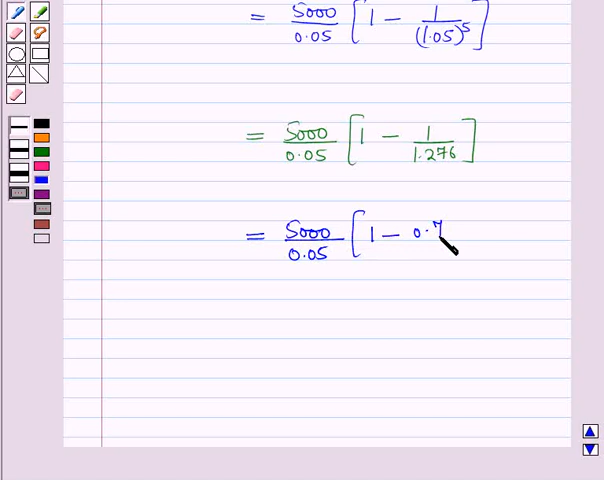 = 5000/0.05 [1 − 1/(1.05)^5]
= 5000/0.05 [1 − 1/1.276]
= 5000/0.05 [1 − 0.7